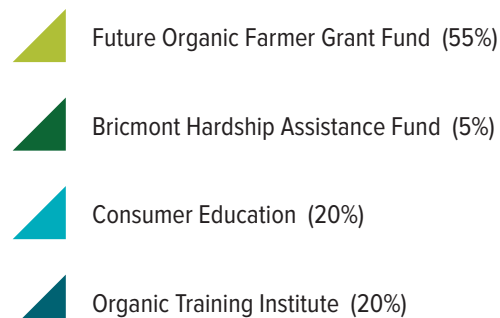 Future Organic Farmer Grant Fund (55%)
Bricmont Hardship Assistance Fund (5%)
Consumer Education (20%)
Organic Training Institute (20%)